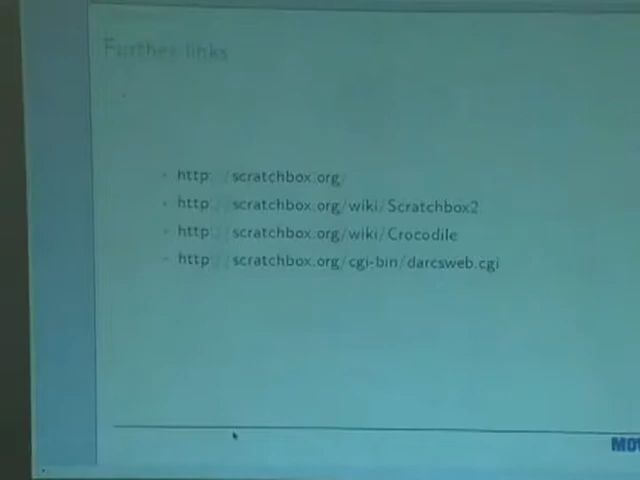 Further links
http://scratchbox.org/
http://scratchbox.org/wiki/Scratchbox2
http://scratchbox.org/wiki/Crocodile
http://scratchbox.org/cgi-bin/darcsweb.cgi